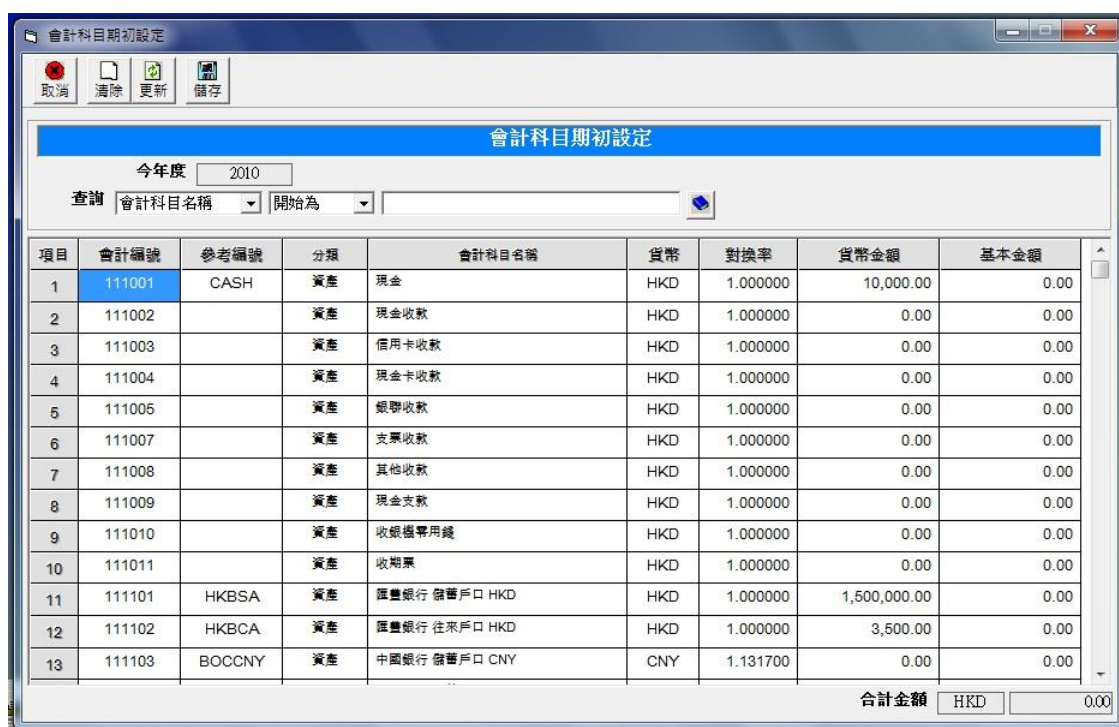 會計科目期初設定
取消 清除 更新 儲存
會計科目期初設定
今年度 2010
查詢 會計科目名稱 開始為
項目 會計編號 參考編號 分類 會計科目名稱 貨幣 對換率 貨幣金額 基本金額
1 111001 CASH 資產 現金 HKD 1.000000 10,000.00 0.00
2 111002 資產 現金收款 HKD 1.000000 0.00 0.00
3 111003 資產 信用卡收款 HKD 1.000000 0.00 0.00
4 111004 資產 現金卡收款 HKD 1.000000 0.00 0.00
5 111005 資產 銀聯收款 HKD 1.000000 0.00 0.00
6 111007 資產 支票收款 HKD 1.000000 0.00 0.00
7 111008 資產 其他收款 HKD 1.000000 0.00 0.00
8 111009 資產 現金支款 HKD 1.000000 0.00 0.00
9 111010 資產 收銀機零用錢 HKD 1.000000 0.00 0.00
10 111011 資產 收期票 HKD 1.000000 0.00 0.00
11 111101 HKBSA 資產 匯豐銀行 儲蓄戶口 HKD HKD 1.000000 1,500,000.00 0.00
12 111102 HKBCA 資產 匯豐銀行 往來戶口 HKD HKD 1.000000 3,500.00 0.00
13 111103 BOCCNY 資產 中國銀行 儲蓄戶口 CNY CNY 1.131700 0.00 0.00
合計金額 HKD 0.00